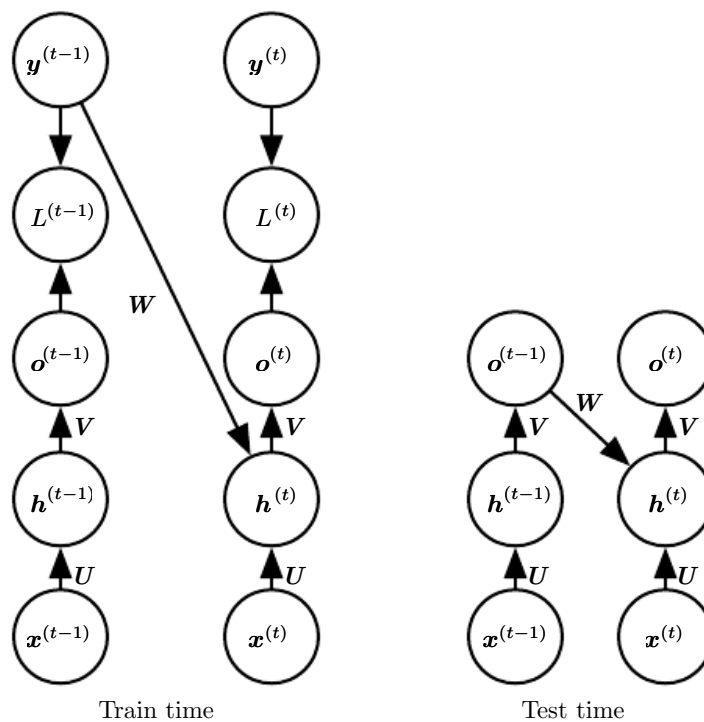 y^(t−1) y^(t)
L^(t−1) L^(t)
W
o^(t−1) o^(t) o^(t−1) o^(t)
W
V V V V
h^(t−1) h^(t) h^(t−1) h^(t)
U U U U
x^(t−1) x^(t) x^(t−1) x^(t)
Train time Test time